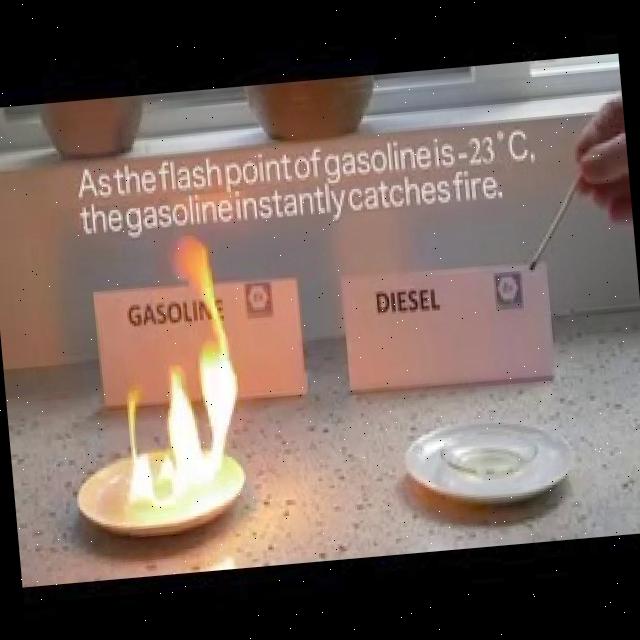 As the flash point of gasoline is -23°C,
the gasoline instantly catches fire.
GASOLINE
DIESEL